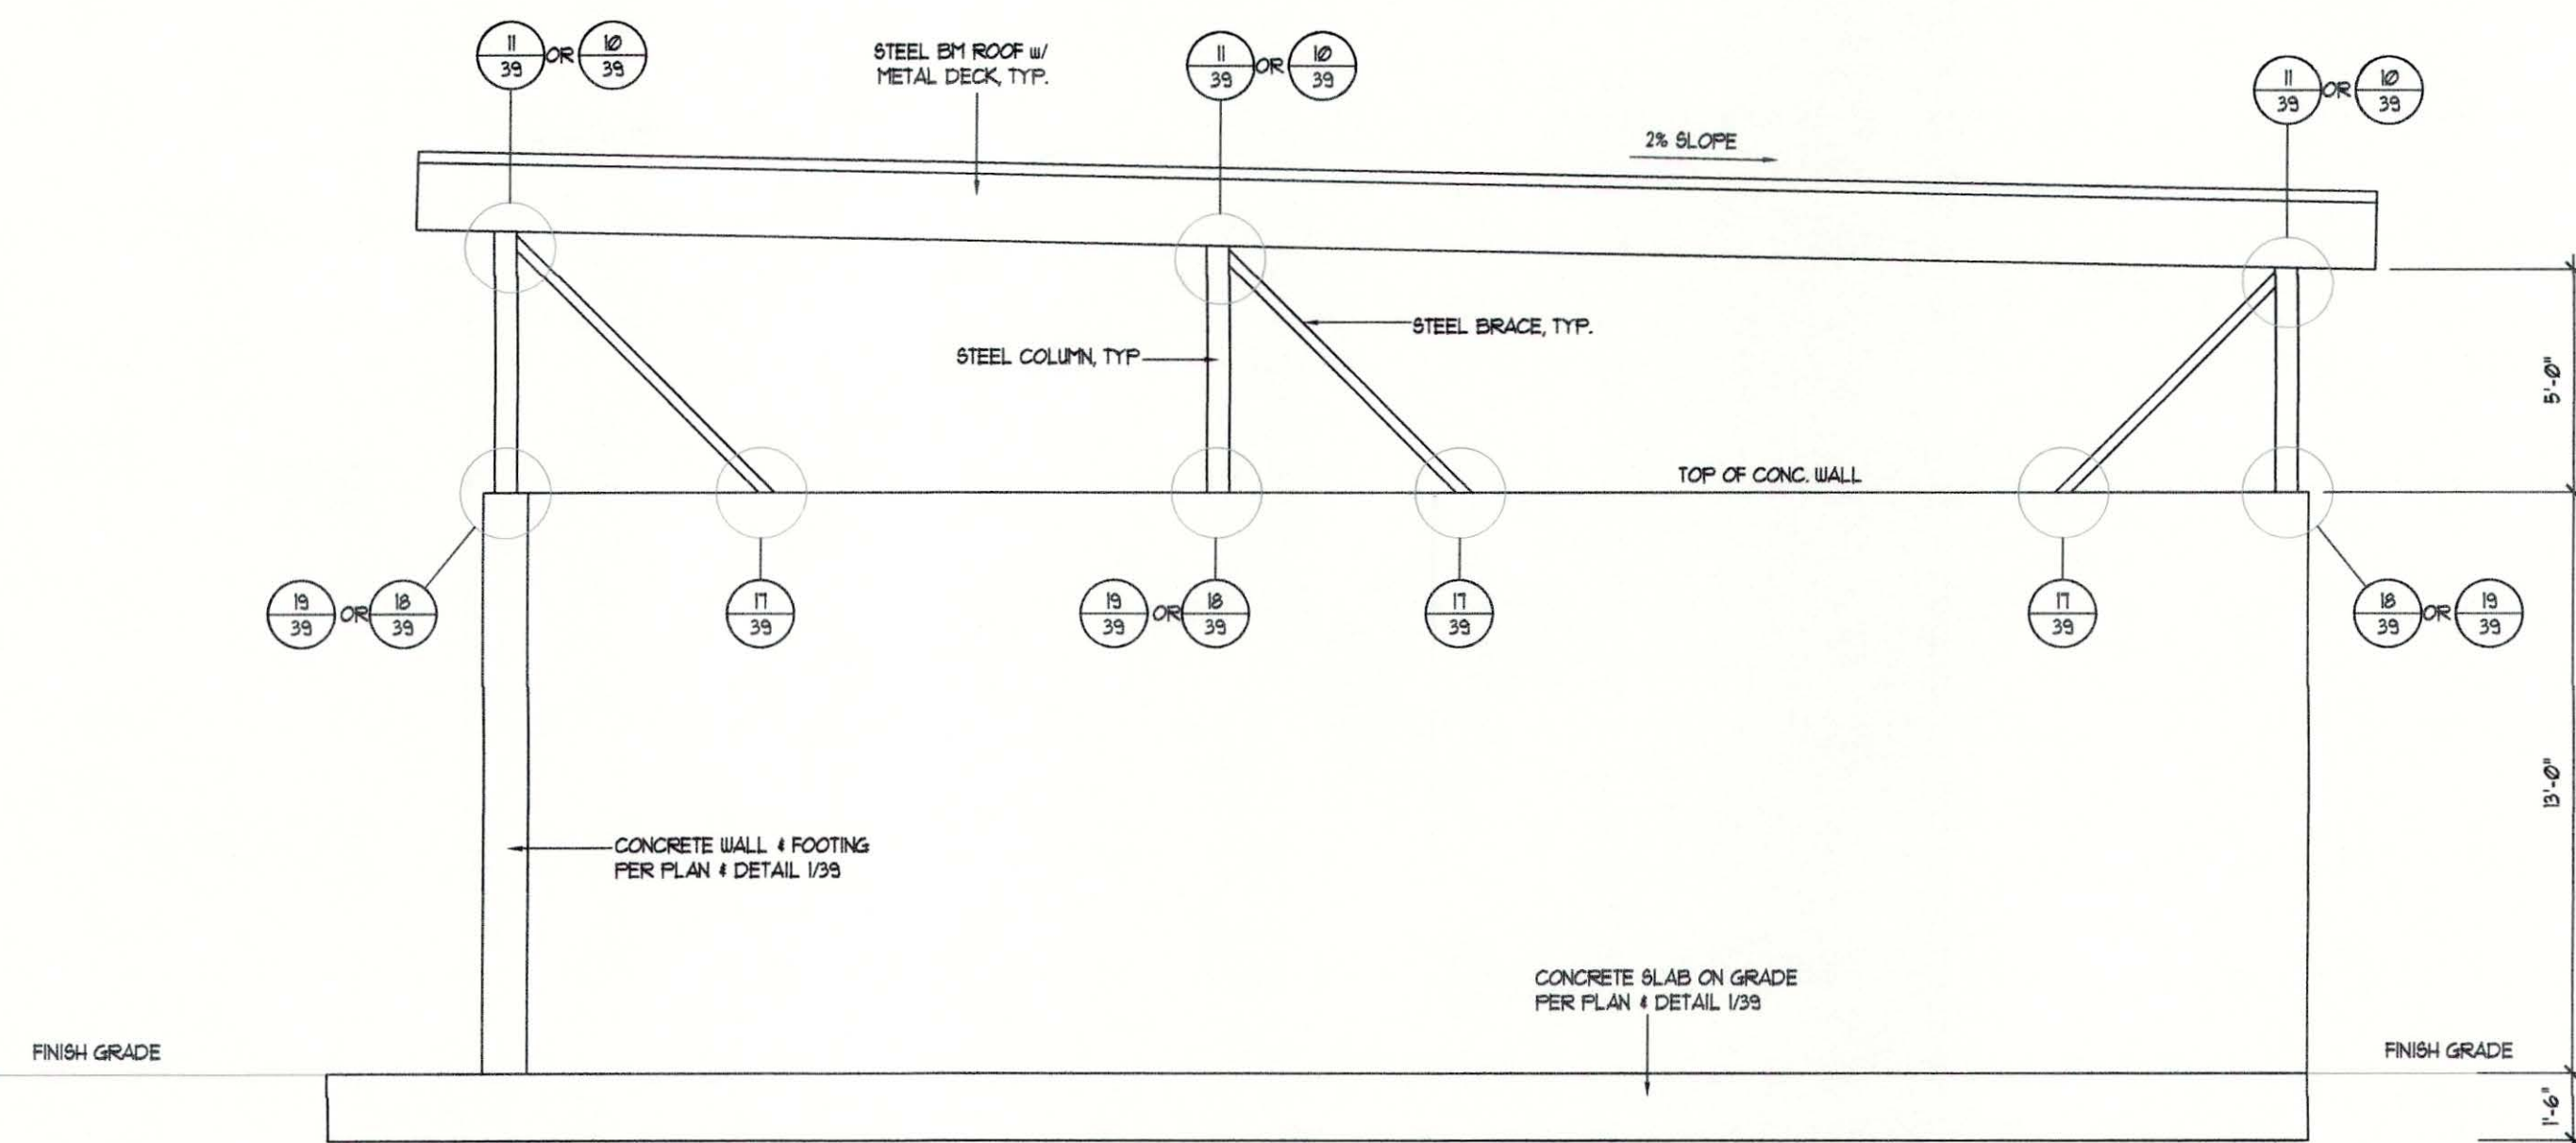 11
39
OR
10
39
STEEL BM ROOF w/
METAL DECK, TYP.
11
39
OR
10
39
11
39
OR
10
39
2% SLOPE
STEEL BRACE, TYP.
STEEL COLUMN, TYP
5'-0"
TOP OF CONC. WALL
19
39
OR
18
39
17
39
19
39
OR
18
39
17
39
17
39
18
39
OR
19
39
13'-0"
CONCRETE WALL & FOOTING
PER PLAN & DETAIL 1/39
CONCRETE SLAB ON GRADE
PER PLAN & DETAIL 1/39
FINISH GRADE
FINISH GRADE
1'-6"